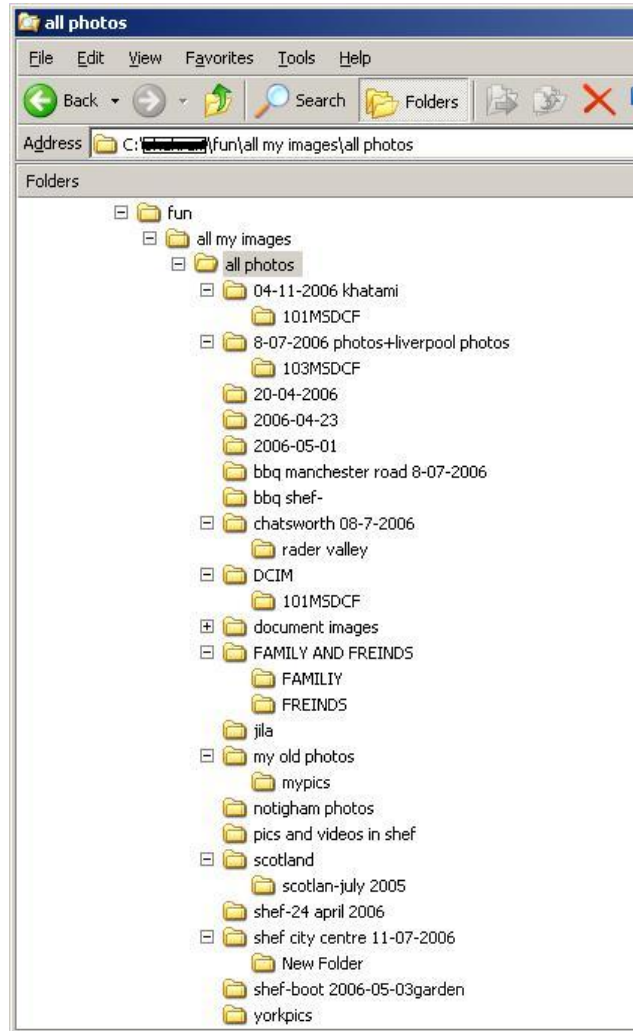 all photos
File Edit View Favorites Tools Help
Back Search Folders
Address C:\ \fun\all my images\all photos
Folders
fun
all my images
all photos
04-11-2006 khatami
101MSDCF
8-07-2006 photos+liverpool photos
103MSDCF
20-04-2006
2006-04-23
2006-05-01
bbq manchester road 8-07-2006
bbq shef-
chatsworth 08-7-2006
rader valley
DCIM
101MSDCF
document images
FAMILY AND FREINDS
FAMILIY
FREINDS
jila
my old photos
mypics
notigham photos
pics and videos in shef
scotland
scotlan-july 2005
shef-24 april 2006
shef city centre 11-07-2006
New Folder
shef-boot 2006-05-03garden
yorkpics